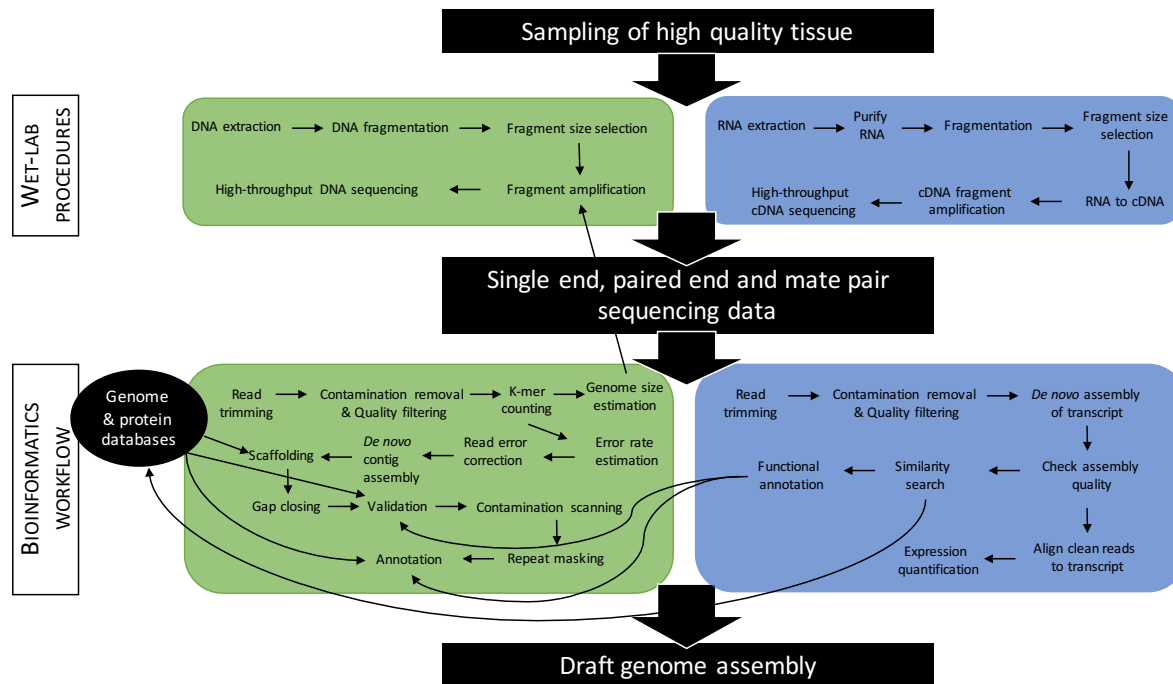 Sampling of high quality tissue
WET-LAB
PROCEDURES
DNA extraction
DNA fragmentation
Fragment size selection
Fragment amplification
High-throughput DNA sequencing
RNA extraction
Purify
RNA
Fragmentation
Fragment size
selection
RNA to cDNA
cDNA fragment
amplification
High-throughput
cDNA sequencing
Single end, paired end and mate pair
sequencing data
BIOINFORMATICS
WORKFLOW
Genome
& protein
databases
Read
trimming
Contamination removal
& Quality filtering
K-mer
counting
Genome size
estimation
Error rate
estimation
Read error
correction
De novo
contig
assembly
Scaffolding
Gap closing
Validation
Contamination scanning
Repeat masking
Annotation
Read
trimming
Contamination removal
& Quality filtering
De novo assembly
of transcript
Check assembly
quality
Similarity
search
Functional
annotation
Align clean reads
to transcript
Expression
quantification
Draft genome assembly